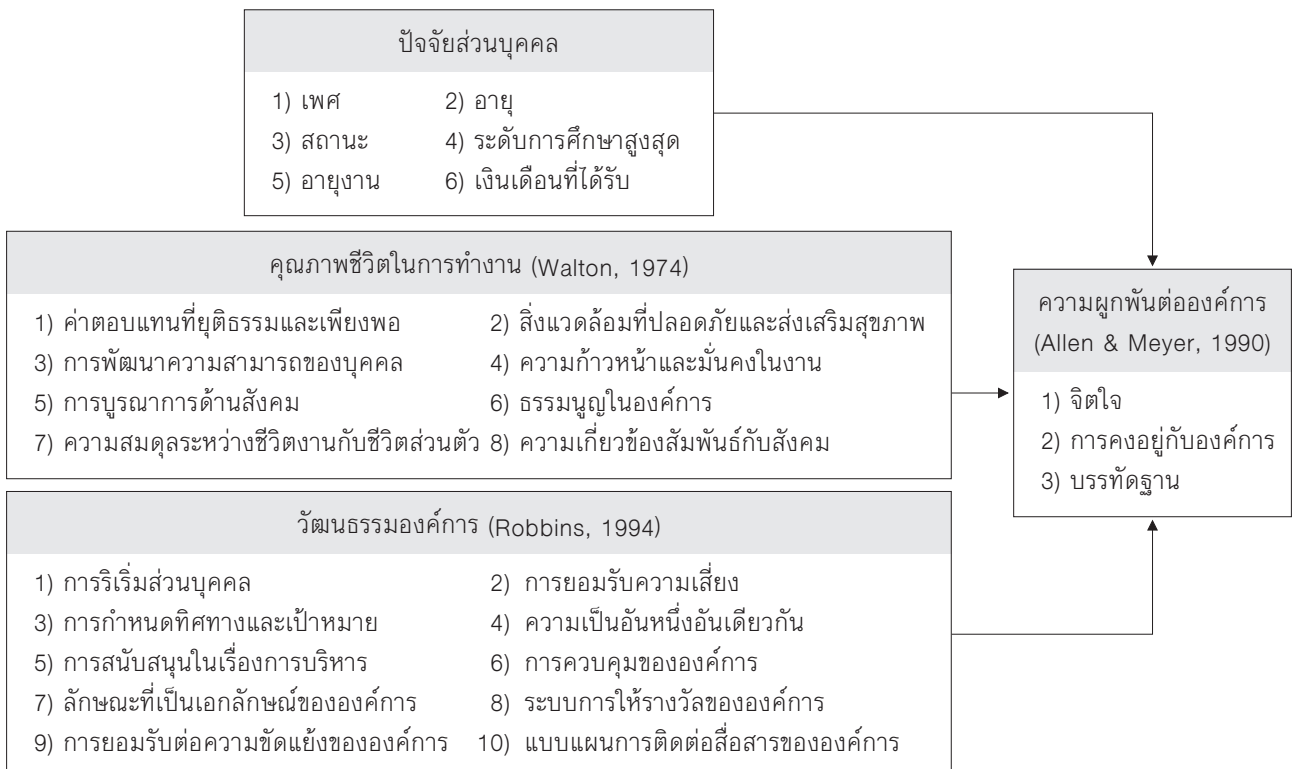 ปัจจัยส่วนบุคคล
1) เพศ 2) อายุ
3) สถานะ 4) ระดับการศึกษาสูงสุด
5) อายุงาน 6) เงินเดือนที่ได้รับ
คุณภาพชีวิตในการทำงาน (Walton, 1974)
1) ค่าตอบแทนที่ยุติธรรมและเพียงพอ 2) สิ่งแวดล้อมที่ปลอดภัยและส่งเสริมสุขภาพ
3) การพัฒนาความสามารถของบุคคล 4) ความก้าวหน้าและมั่นคงในงาน
5) การบูรณาการด้านสังคม 6) ธรรมนูญในองค์การ
7) ความสมดุลระหว่างชีวิตงานกับชีวิตส่วนตัว 8) ความเกี่ยวข้องสัมพันธ์กับสังคม
วัฒนธรรมองค์การ (Robbins, 1994)
1) การริเริ่มส่วนบุคคล 2) การยอมรับความเสี่ยง
3) การกำหนดทิศทางและเป้าหมาย 4) ความเป็นอันหนึ่งอันเดียวกัน
5) การสนับสนุนในเรื่องการบริหาร 6) การควบคุมขององค์การ
7) ลักษณะที่เป็นเอกลักษณ์ขององค์การ 8) ระบบการให้รางวัลขององค์การ
9) การยอมรับต่อความขัดแย้งขององค์การ 10) แบบแผนการติดต่อสื่อสารขององค์การ
ความผูกพันต่อองค์การ
(Allen & Meyer, 1990)
1) จิตใจ
2) การคงอยู่กับองค์การ
3) บรรทัดฐาน